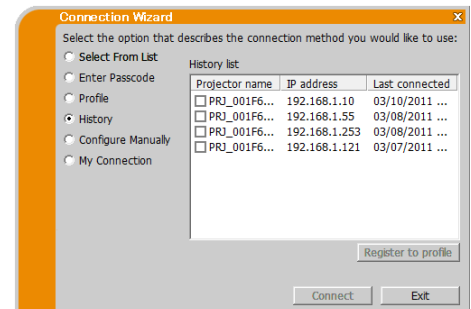 Connection Wizard x
Select the option that describes the connection method you would like to use:
Select From List
Enter Passcode
Profile
History
Configure Manually
My Connection
History list
Projector name IP address Last connected
PRJ_001F6... 192.168.1.10 03/10/2011 ...
PRJ_001F6... 192.168.1.55 03/08/2011 ...
PRJ_001F6... 192.168.1.253 03/08/2011 ...
PRJ_001F6... 192.168.1.121 03/07/2011 ...
Register to profile
Connect Exit